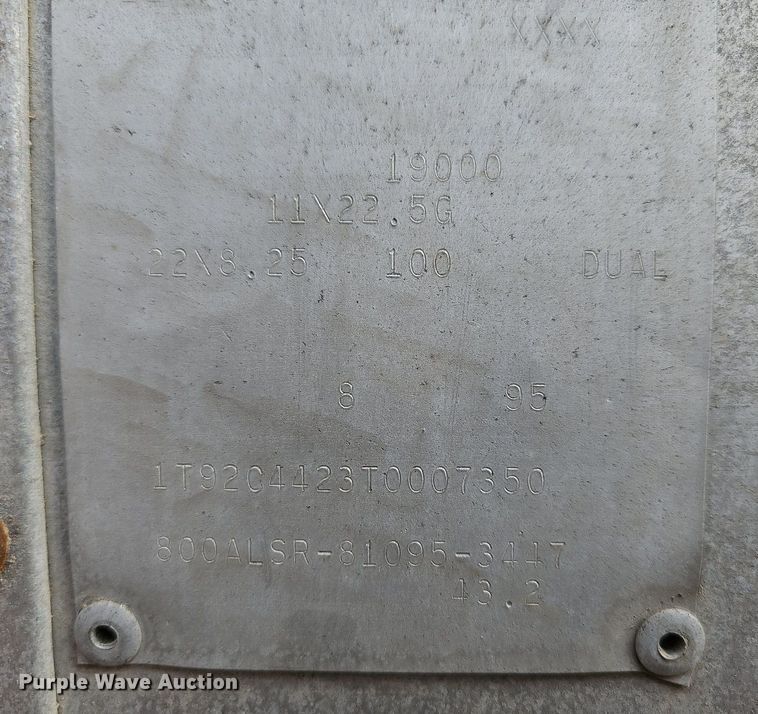 XXXX
19000
11X22.5G
22X8.25 100 DUAL
8 95
1T92C4423T0007350
800ALSR-81095-3447
43.2
Purple Wave Auction